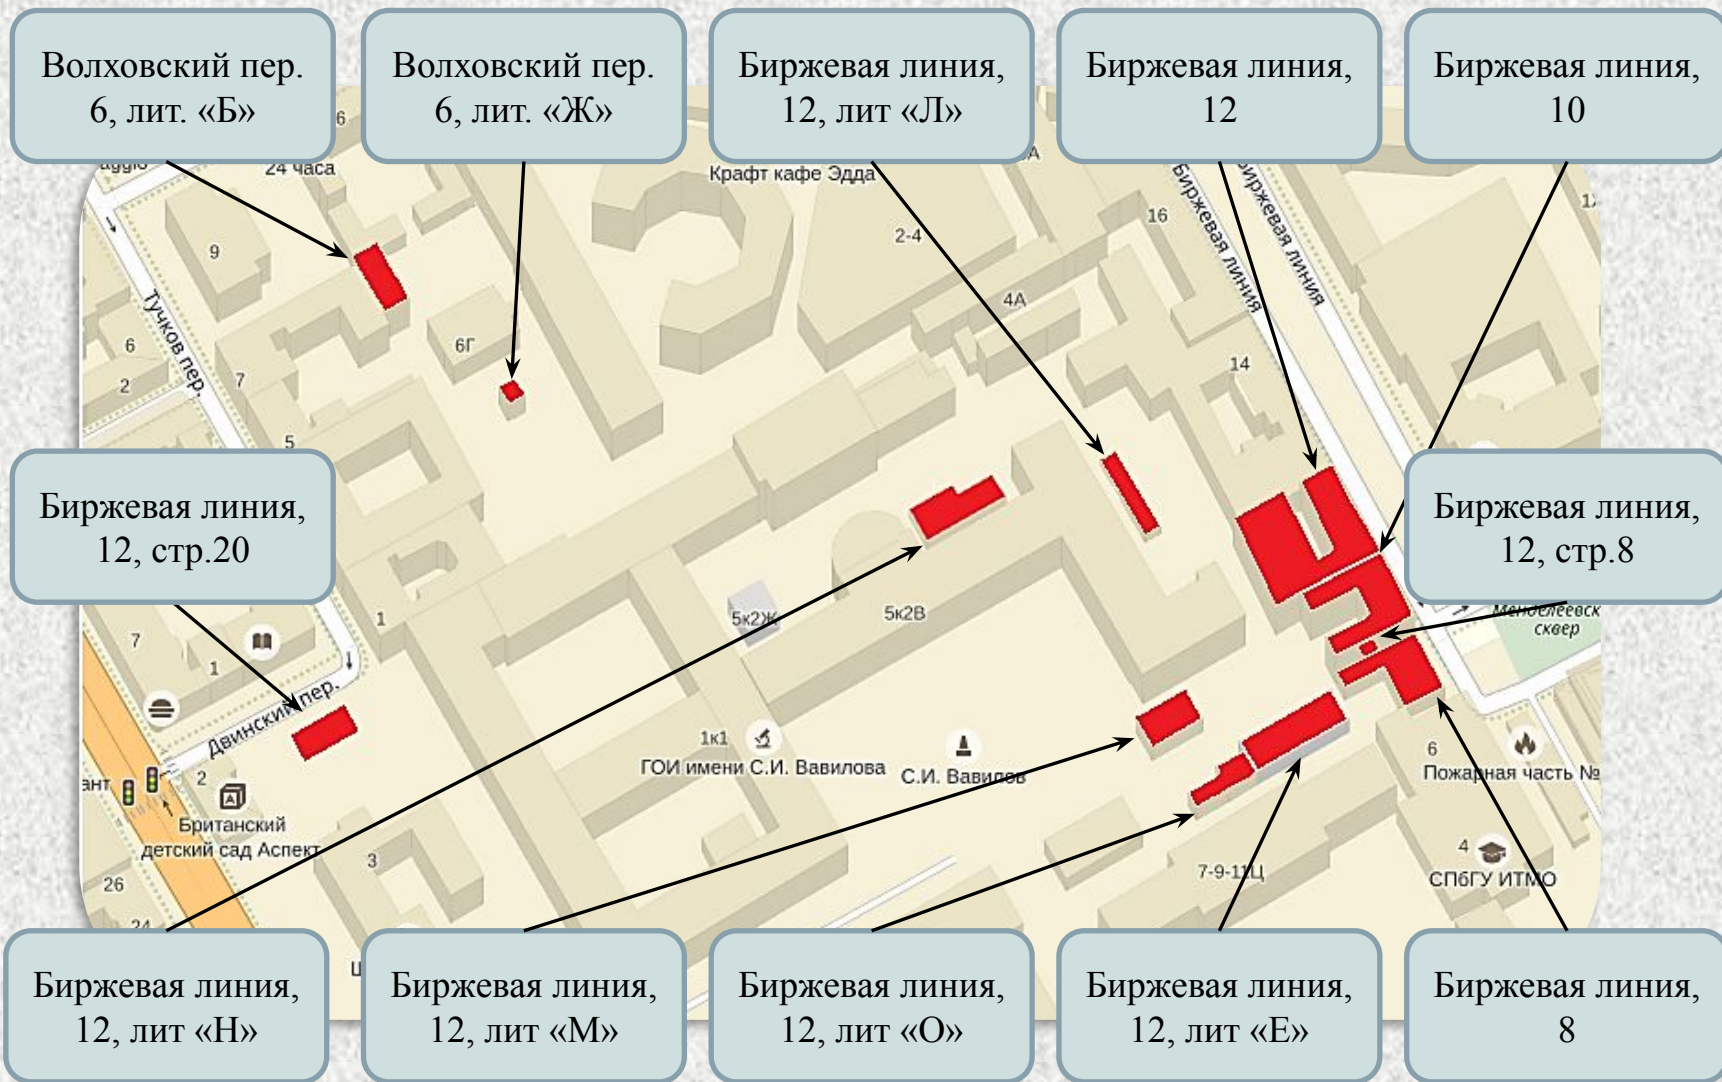 Волховский пер.
6, лит. «Б»
Волховский пер.
6, лит. «Ж»
Биржевая линия,
12, лит «Л»
Биржевая линия,
12
Биржевая линия,
10
6
24 часа
Крафт кафе Эдда
Биржевая линия
Биржевая линия
16
9
2-4
4А
Тучков пер.
6
6Г
2
7
14
5
Биржевая линия,
12, стр.20
Биржевая линия,
12, стр.8
1
5к2Ж
5к2В
сквер
7
1
Двинский пер.
1к1
ГОИ имени С.И. Вавилова
С.И. Вавилов
6
Пожарная часть №
2
Британский
детский сад Аспект
3
26
24
7-9-11Ц
4
СПбГУ ИТМО
Биржевая линия,
12, лит «Н»
Биржевая линия,
12, лит «М»
Биржевая линия,
12, лит «О»
Биржевая линия,
12, лит «Е»
Биржевая линия,
8